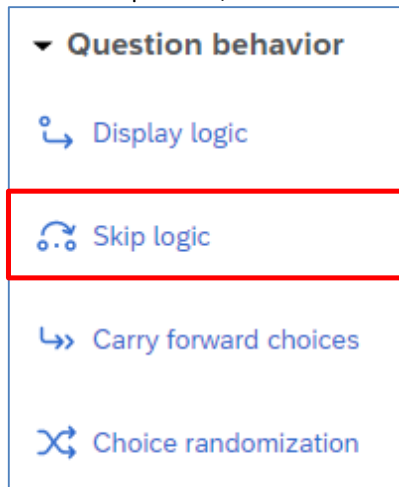 Question behavior
Display logic
Skip logic
Carry forward choices
Choice randomization